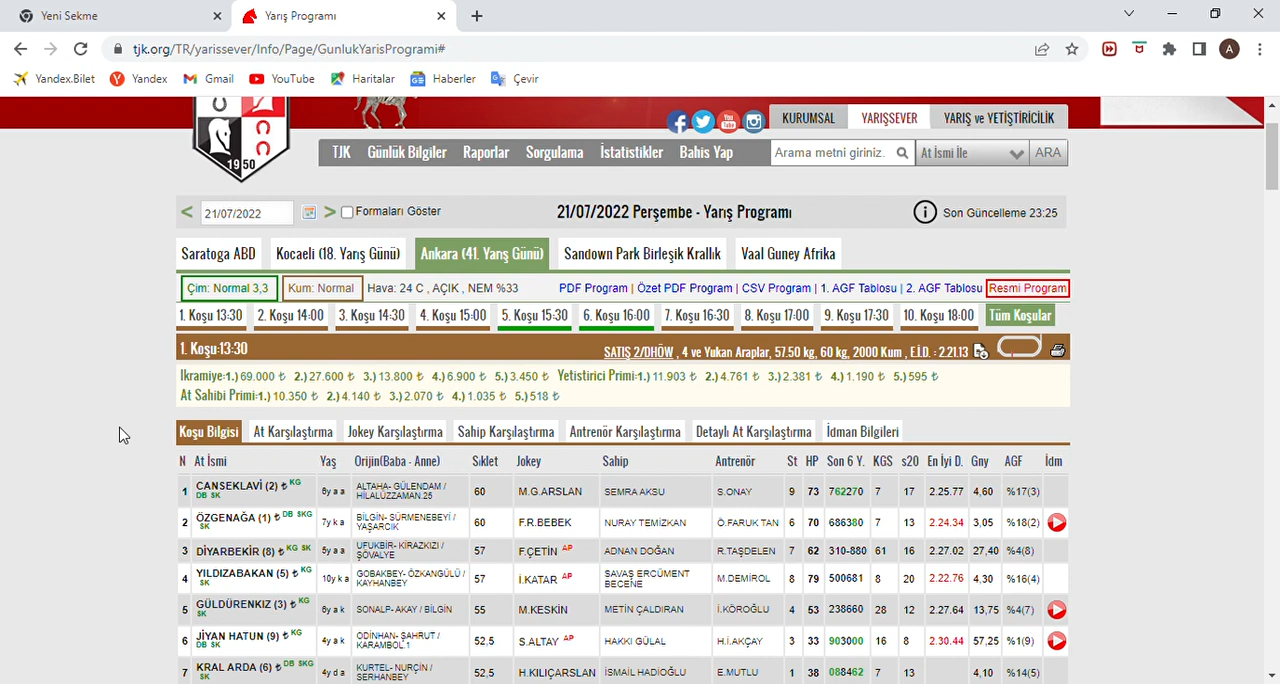 Yeni Sekme
Yarış Programı
tjk.org/TR/yarissever/Info/Page/GunlukYarisProgrami#
A
Yandex.Bilet Yandex Gmail YouTube Haritalar Haberler Çevir
C C C
1950
KURUMSAL YARIŞSEVER YARIŞ ve YETİŞTİRİCİLİK
TJK Günlük Bilgiler Raporlar Sorgulama İstatistikler Bahis Yap Arama metni giriniz. At İsmi İle ARA
< 21/07/2022 > Formaları Göster 21/07/2022 Perşembe - Yarış Programı Son Güncelleme 23:25
Saratoga ABD Kocaeli (18. Yarış Günü) Ankara (41. Yarış Günü) Sandown Park Birleşik Krallık Vaal Guney Afrika
Çim: Normal 3,3 Kum: Normal Hava: 24 C , AÇIK , NEM %33 PDF Program | Özet PDF Program | CSV Program | 1. AGF Tablosu | 2. AGF Tablosu Resmi Program
1. Koşu 13:30 2. Koşu 14:00 3. Koşu 14:30 4. Koşu 15:00 5. Koşu 15:30 6. Koşu 16:00 7. Koşu 16:30 8. Koşu 17:00 9. Koşu 17:30 10. Koşu 18:00 Tüm Koşular
1. Koşu:13:30 SATIŞ 2/DHÖW , 4 ve Yukarı Araplar, 57.50 kg, 60 kg, 2000 Kum , E.İ.D. : 2.21.13
İkramiye:1.) 69.000 ₺ 2.) 27.600 ₺ 3.) 13.800 ₺ 4.) 6.900 ₺ 5.) 3.450 ₺ Yetistirici Primi:1.) 11.903 ₺ 2.) 4.761 ₺ 3.) 2.381 ₺ 4.) 1.190 ₺ 5.) 595 ₺
At Sahibi Primi:1.) 10.350 ₺ 2.) 4.140 ₺ 3.) 2.070 ₺ 4.) 1.035 ₺ 5.) 518 ₺
Koşu Bilgisi At Karşılaştırma Jokey Karşılaştırma Sahip Karşılaştırma Antrenör Karşılaştırma Detaylı At Karşılaştırma İdman Bilgileri
N At İsmi Yaş Orijin(Baba - Anne) Sıklet Jokey Sahip Antrenör St HP Son 6 Y. KGS s20 En İyi D. Gny AGF İdm
1 CANSEKLAVİ (2) ₺ KG DB SK 6y a a ALTAHA- GÜLENDAM / HİLALÜZZAMAN.25 60 M.G.ARSLAN SEMRA AKSU S.ONAY 9 73 762270 7 17 2.25.77 4,60 %17(3)
2 ÖZGENAĞA (1) ₺ DB SKG SK 7y k a BİLGİN- SÜRMENEBEYİ / YAŞARCIK 60 F.R.BEBEK NURAY TEMİZKAN Ö.FARUK TAN 6 70 686380 7 13 2.24.34 3,05 %18(2)
3 DİYARBEKİR (8) ₺ KG SK 5y a a UFUKBİR- KİRAZKIZI / ŞÖVALYE 57 F.ÇETİN AP ADNAN DOĞAN R.TAŞDELEN 7 62 310-880 61 16 2.27.02 27,40 %4(8)
4 YILDIZABAKAN (5) ₺ KG SK 10y k a GOBAKBEY- ÖZKANGÜLÜ / KAYHANBEY 57 İ.KATAR AP SAVAŞ ERCÜMENT BECENE M.DEMİROL 8 79 500681 8 20 2.22.76 4,30 %16(4)
5 GÜLDÜRENKIZ (3) ₺ KG SK 6y a k SONALP- AKAY / BİLGİN 55 M.KESKİN METİN ÇALDIRAN İ.KÖROĞLU 4 53 238660 28 12 2.27.64 13,75 %4(7)
6 JİYAN HATUN (9) ₺ KG DB SK 4y a k ODİNHAN- ŞAHRUT / KARAMBOL.1 52,5 S.ALTAY AP HAKKI GÜLAL H.İ.AKÇAY 3 33 903000 16 8 2.30.44 57,25 %1(9)
7 KRAL ARDA (6) ₺ DB SKG SK 4y d a KURTEL- NURÇİN / SERHANBEY 52,5 H.KILIÇARSLAN İSMAİL HADİOĞLU E.MUTLU 1 38 088462 7 13 4,10 %14(5)